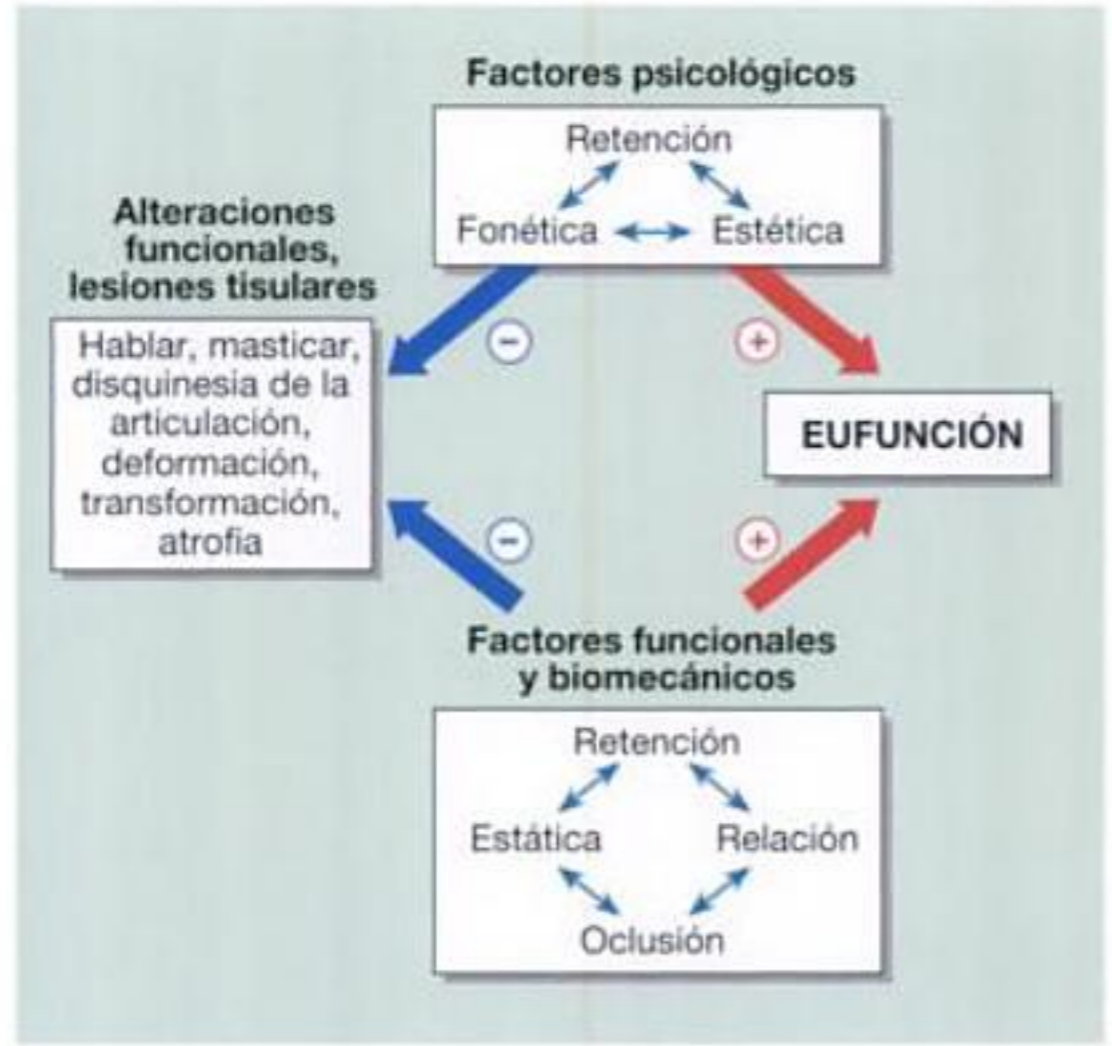 Factores psicológicos
Retención
Fonética
Estética
Alteraciones
funcionales,
lesiones tisulares
Hablar, masticar,
disquinesia de la
articulación,
deformación,
transformación,
atrofia
−
+
EUFUNCIÓN
−
+
Factores funcionales
y biomecánicos
Retención
Estática
Relación
Oclusión